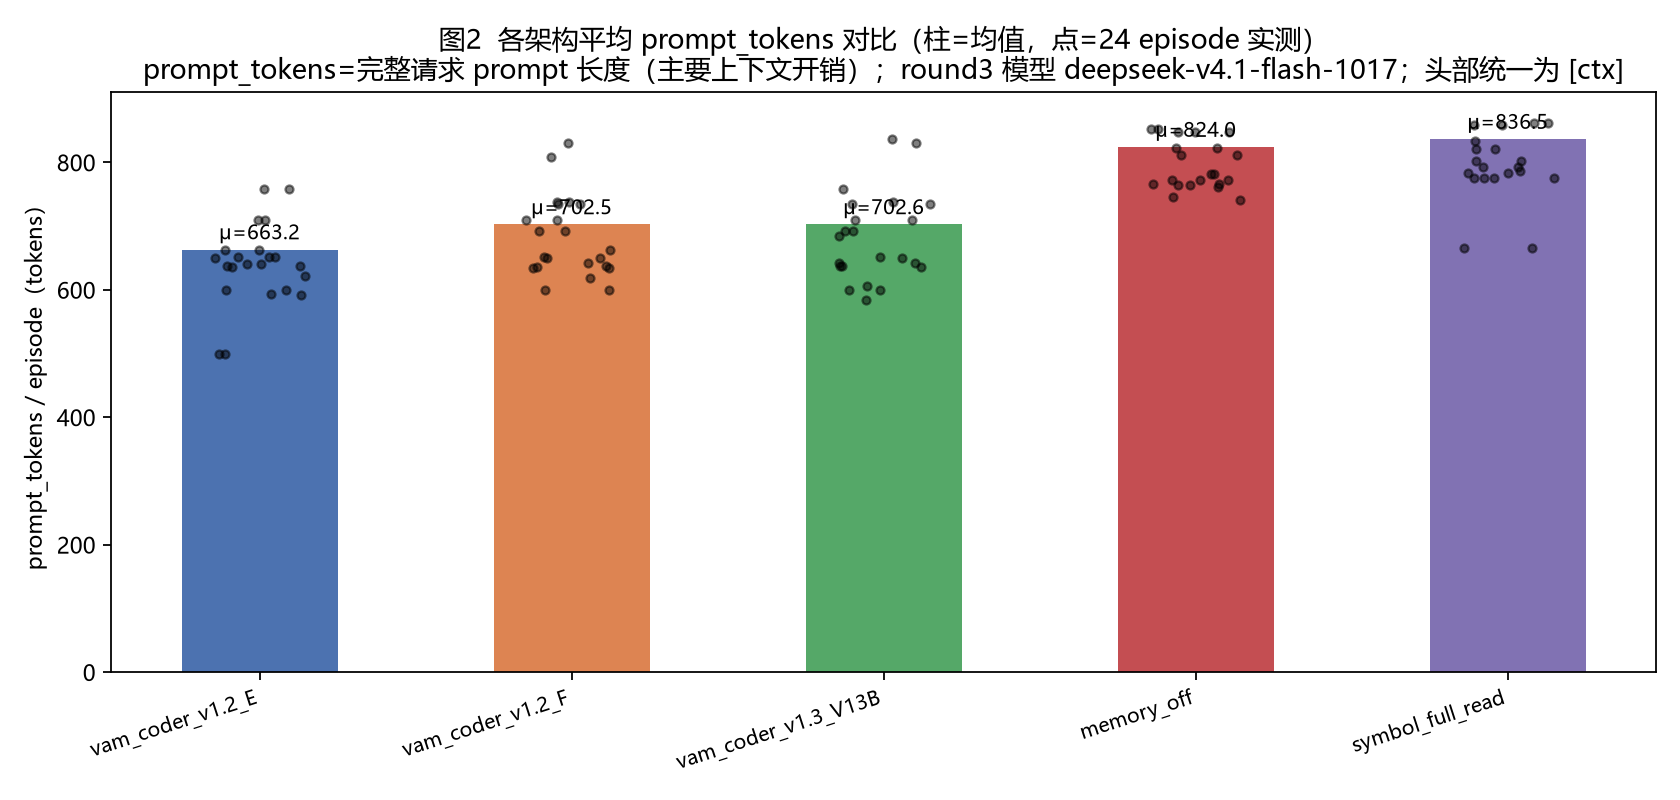 图2  各架构平均 prompt_tokens 对比（柱=均值，点=24 episode 实测）
prompt_tokens=完整请求 prompt 长度（主要上下文开销）；round3 模型 deepseek-v4.1-flash-1017；头部统一为 [ctx]
prompt_tokens / episode（tokens）
800
600
400
200
0
μ=663.2
μ=702.5
μ=702.6
μ=824.0
μ=836.5
vam_coder_v1.2_E
vam_coder_v1.2_F
vam_coder_v1.3_V13B
memory_off
symbol_full_read